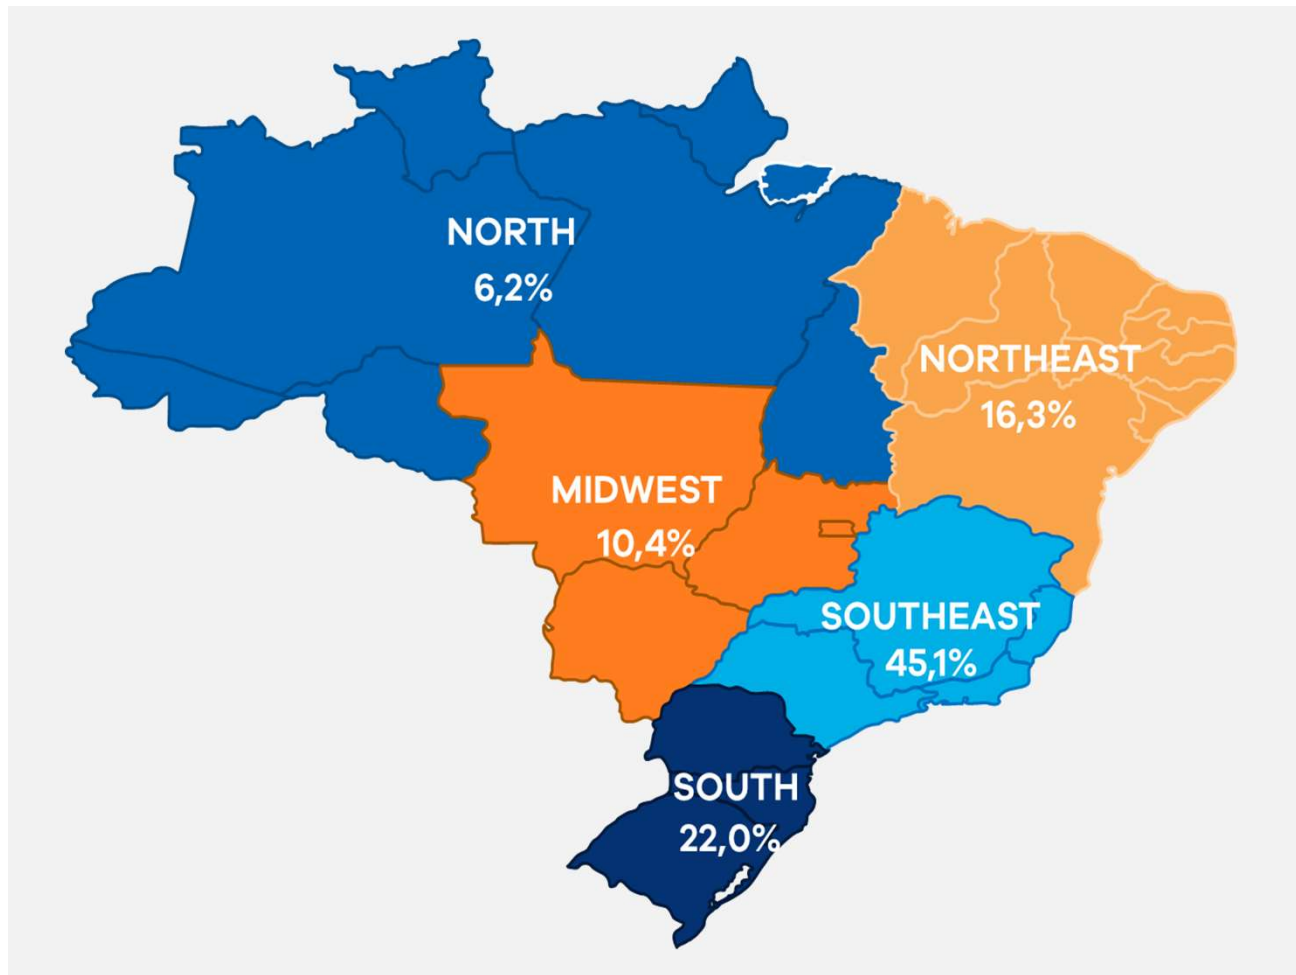 NORTH
6,2%
NORTHEAST
16,3%
MIDWEST
10,4%
SOUTHEAST
45,1%
SOUTH
22,0%